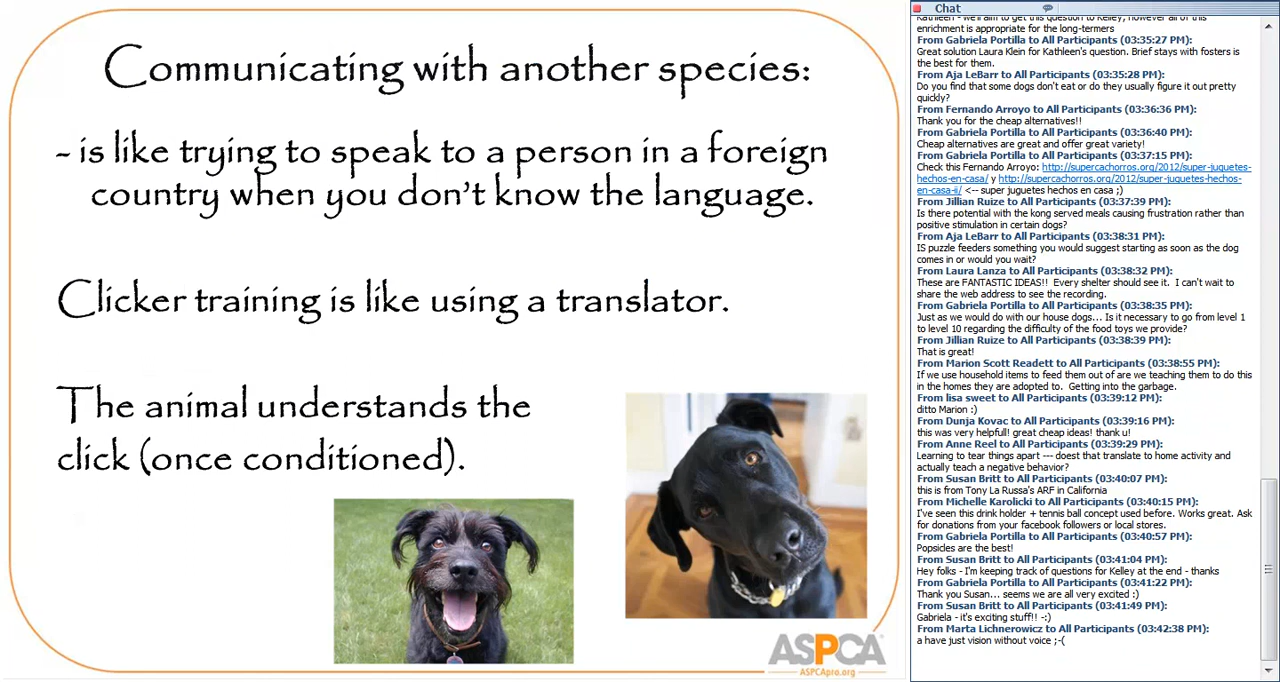 Communicating with another species:
- is like trying to speak to a person in a foreign
country when you don't know the language.
Clicker training is like using a translator.
The animal understands the
click (once conditioned).
ASPCA
ASPCApro.org
Chat
Kathleen - we'll aim to get this question to Kelley, however all of this
enrichment is appropriate for the long-termers
From Gabriela Portilla to All Participants (03:35:27 PM):
Great solution Laura Klein for Kathleen's question. Brief stays with fosters is
the best for them.
From Aja LeBarr to All Participants (03:35:28 PM):
Do you find that some dogs don't eat or do they usually figure it out pretty
quickly?
From Fernando Arroyo to All Participants (03:36:36 PM):
Thank you for the cheap alternatives!!
From Gabriela Portilla to All Participants (03:36:40 PM):
Cheap alternatives are great and offer great variety!
From Gabriela Portilla to All Participants (03:37:15 PM):
Check this Fernando Arroyo: http://supercachorros.org/2012/super-juguetes-
hechos-en-casa/ y http://supercachorros.org/2012/super-juguetes-hechos-
en-casa-ii/ <-- super juguetes hechos en casa ;)
From Jillian Ruize to All Participants (03:37:39 PM):
Is there potential with the kong served meals causing frustration rather than
positive stimulation in certain dogs?
From Aja LeBarr to All Participants (03:38:31 PM):
IS puzzle feeders something you would suggest starting as soon as the dog
comes in or would you wait?
From Laura Lanza to All Participants (03:38:32 PM):
These are FANTASTIC IDEAS!! Every shelter should see it. I can't wait to
share the web address to see the recording.
From Gabriela Portilla to All Participants (03:38:35 PM):
Just as we would do with our house dogs... Is it necessary to go from level 1
to level 10 regarding the difficulty of the food toys we provide?
From Jillian Ruize to All Participants (03:38:39 PM):
That is great!
From Marion Scott Readett to All Participants (03:38:55 PM):
If we use household items to feed them out of are we teaching them to do this
in the homes they are adopted to. Getting into the garbage.
From lisa sweet to All Participants (03:39:12 PM):
ditto Marion :)
From Dunja Kovac to All Participants (03:39:16 PM):
this was very helpfull! great cheap ideas! thank u!
From Anne Reel to All Participants (03:39:29 PM):
Learning to tear things apart --- doest that translate to home activity and
actually teach a negative behavior?
From Susan Britt to All Participants (03:40:07 PM):
this is from Tony La Russa's ARF in California
From Michelle Karolicki to All Participants (03:40:15 PM):
I've seen this drink holder + tennis ball concept used before. Works great. Ask
for donations from your facebook followers or local stores.
From Gabriela Portilla to All Participants (03:40:57 PM):
Popsicles are the best!
From Susan Britt to All Participants (03:41:04 PM):
Hey folks - I'm keeping track of questions for Kelley at the end - thanks
From Gabriela Portilla to All Participants (03:41:22 PM):
Thank you Susan... seems we are all very excited :)
From Susan Britt to All Participants (03:41:49 PM):
Gabriela - it's exciting stuff!! -:)
From Marta Lichnerowicz to All Participants (03:42:38 PM):
a have just vision without voice ;-(